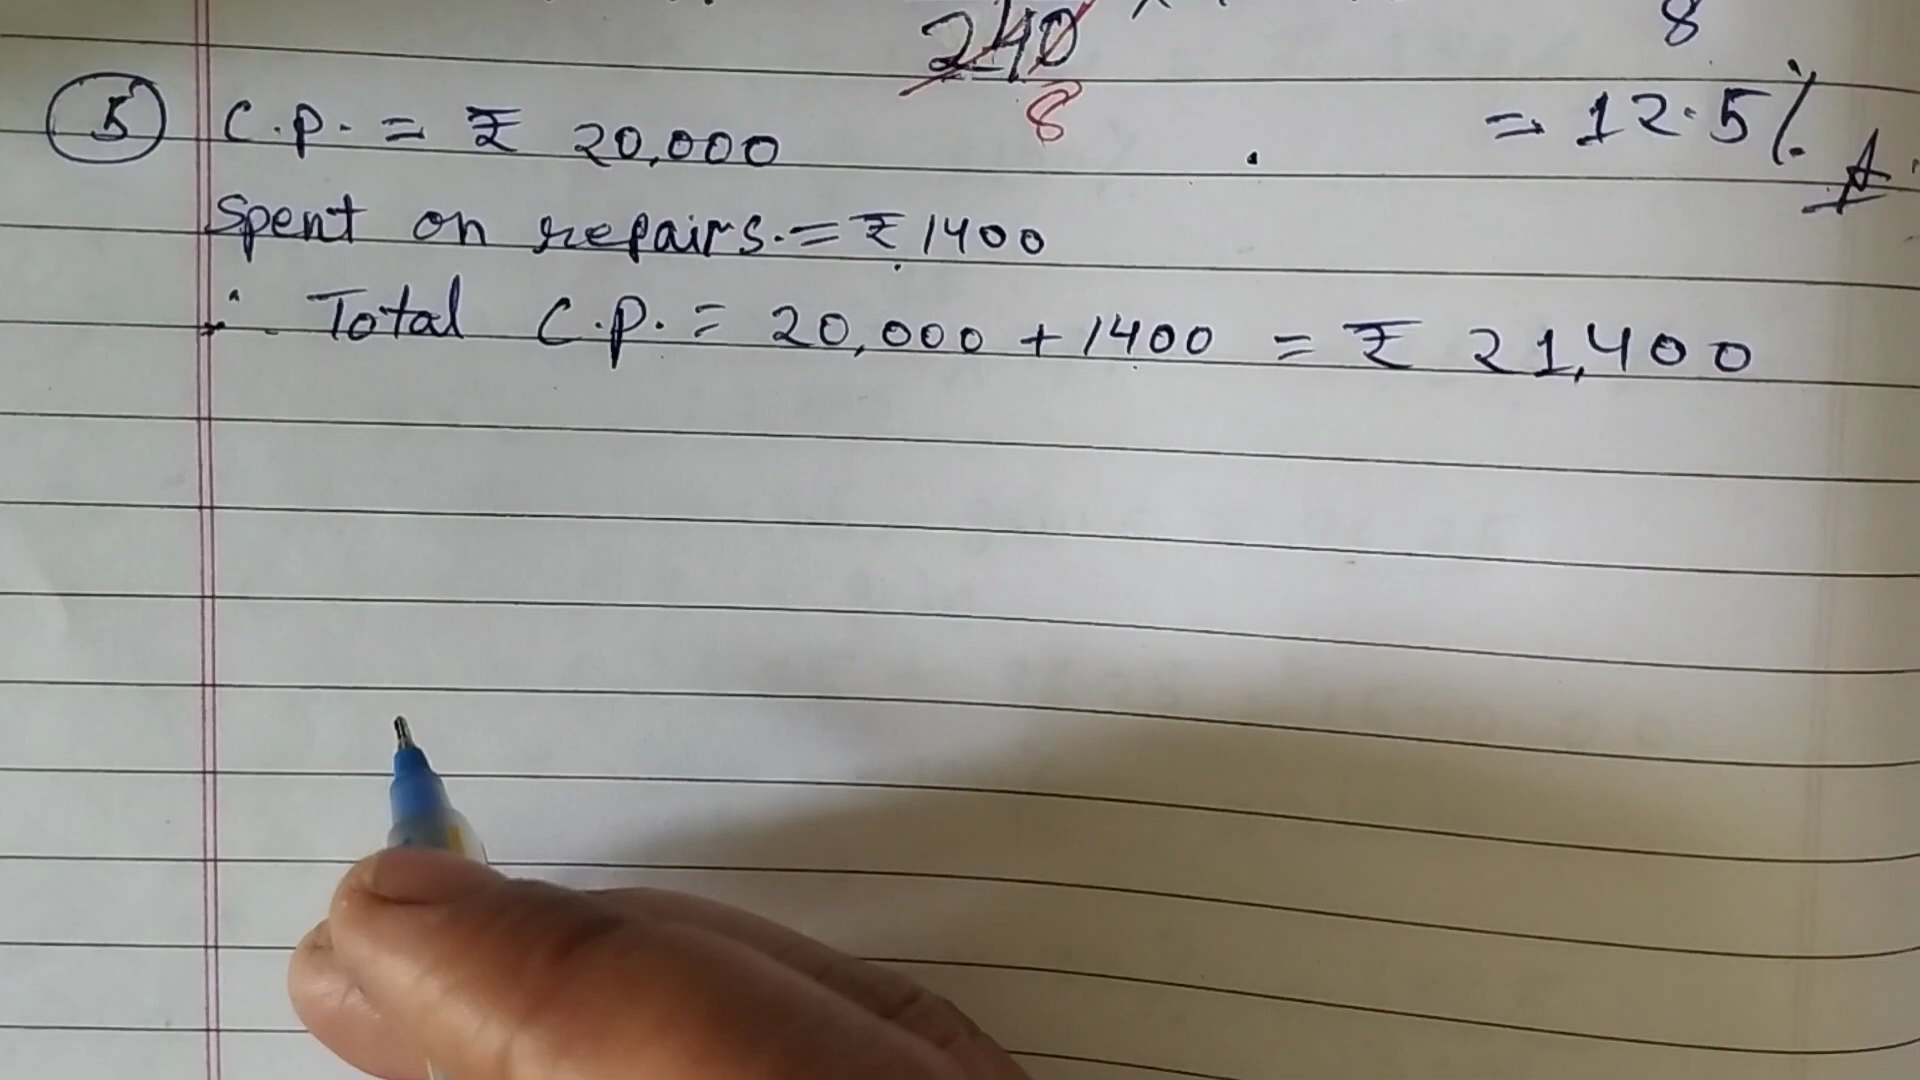 240
8
8
= 12.5%
5 C.P. = ₹ 20,000
Spent on repairs. = ₹ 1400
∴ Total C.P. = 20,000 + 1400 = ₹ 21,400